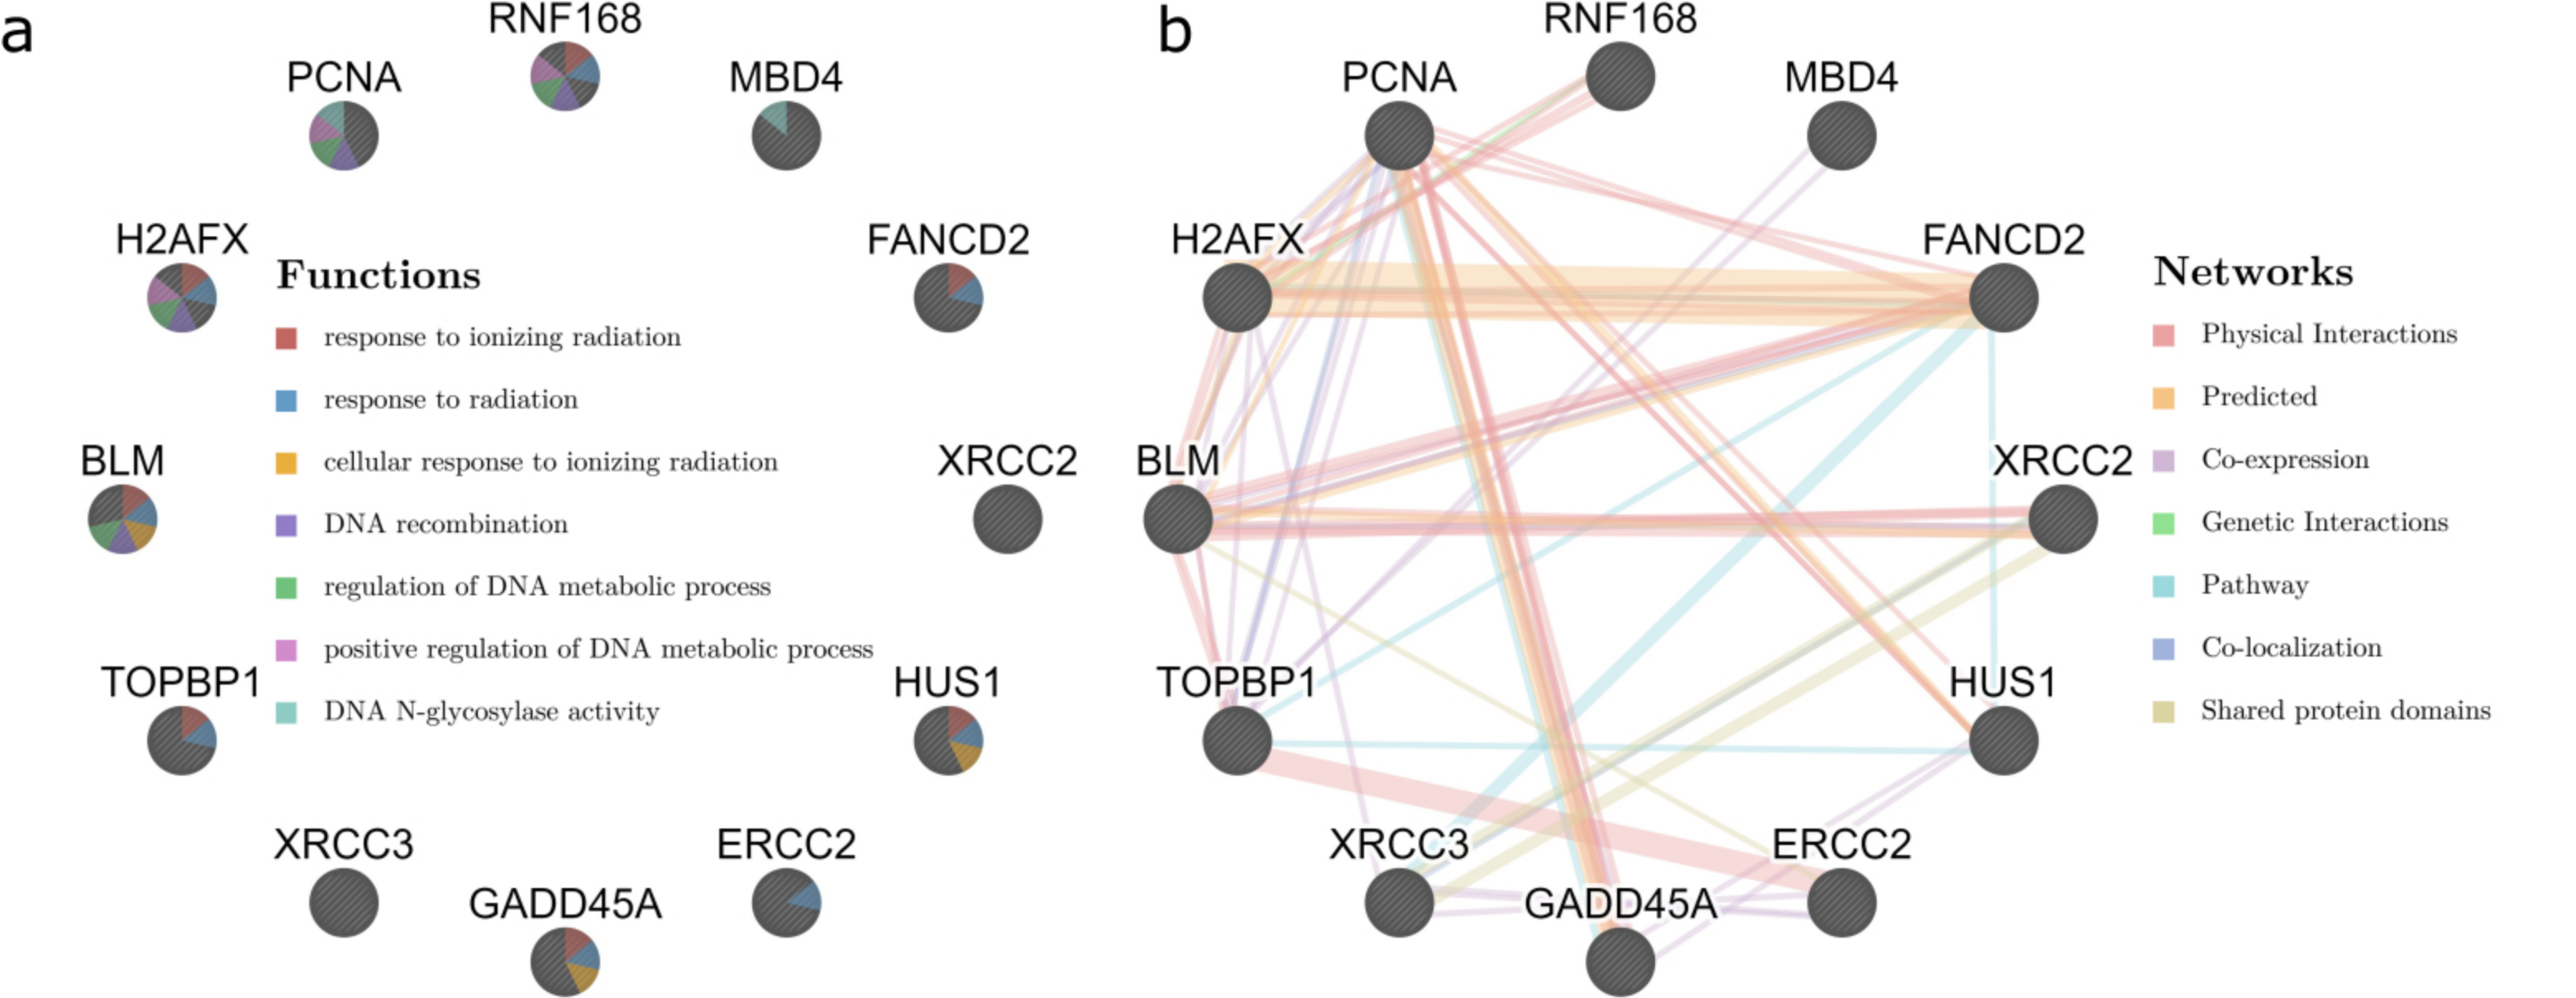 a
RNF168
PCNA
MBD4
H2AFX
FANCD2
Functions
response to ionizing radiation
response to radiation
BLM
cellular response to ionizing radiation
XRCC2
DNA recombination
regulation of DNA metabolic process
TOPBP1
positive regulation of DNA metabolic process
HUS1
DNA N-glycosylase activity
XRCC3
ERCC2
GADD45A
b
RNF168
PCNA
MBD4
H2AFX
FANCD2
BLM
XRCC2
TOPBP1
HUS1
XRCC3
ERCC2
GADD45A
Networks
Physical Interactions
Predicted
Co-expression
Genetic Interactions
Pathway
Co-localization
Shared protein domains